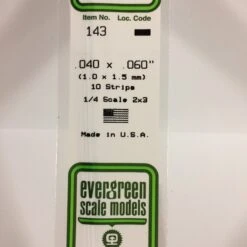 Item No. Loc. Code
143
.040 x .060"
(1.0 x 1.5 mm)
10 Strips
1/4 Scale 2x3
Made in U.S.A.
evergreen
scale models